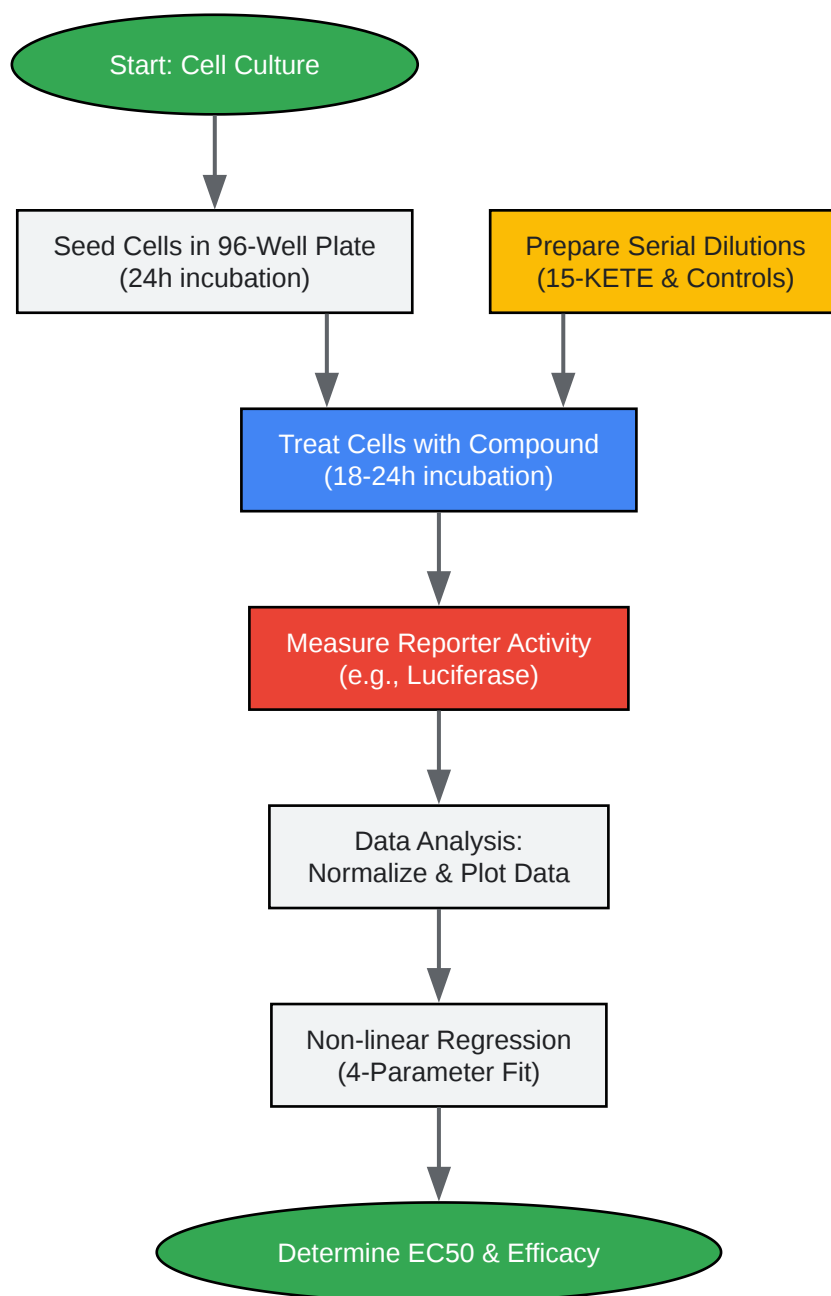 Start: Cell Culture
Seed Cells in 96-Well Plate
(24h incubation)
Prepare Serial Dilutions
(15-KETE & Controls)
Treat Cells with Compound
(18-24h incubation)
Measure Reporter Activity
(e.g., Luciferase)
Data Analysis:
Normalize & Plot Data
Non-linear Regression
(4-Parameter Fit)
Determine EC50 & Efficacy